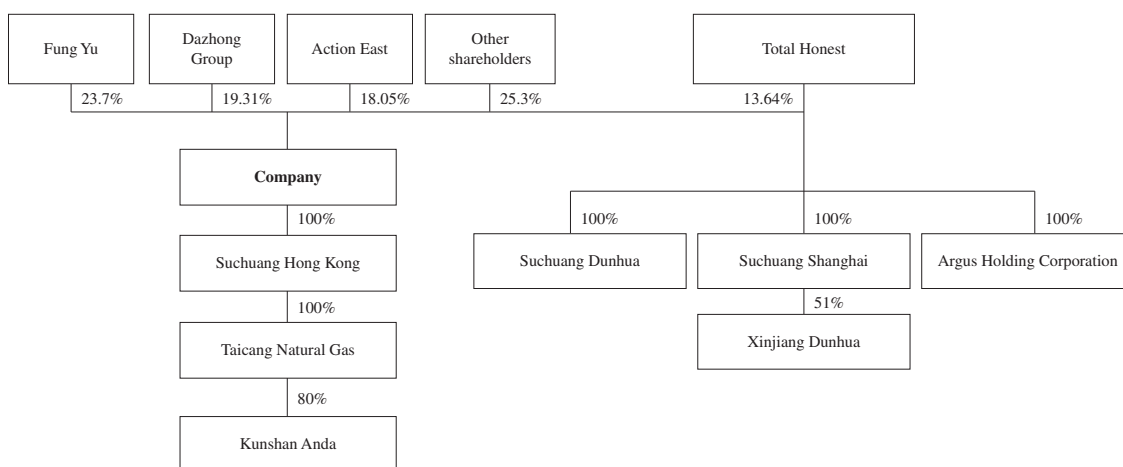 Fung Yu
Dazhong
Group
Action East
Other
shareholders
Total Honest
23.7%
19.31%
18.05%
25.3%
13.64%
Company
100%
100%
100%
100%
Suchuang Hong Kong
Suchuang Dunhua
Suchuang Shanghai
Argus Holding Corporation
100%
51%
Taicang Natural Gas
Xinjiang Dunhua
80%
Kunshan Anda